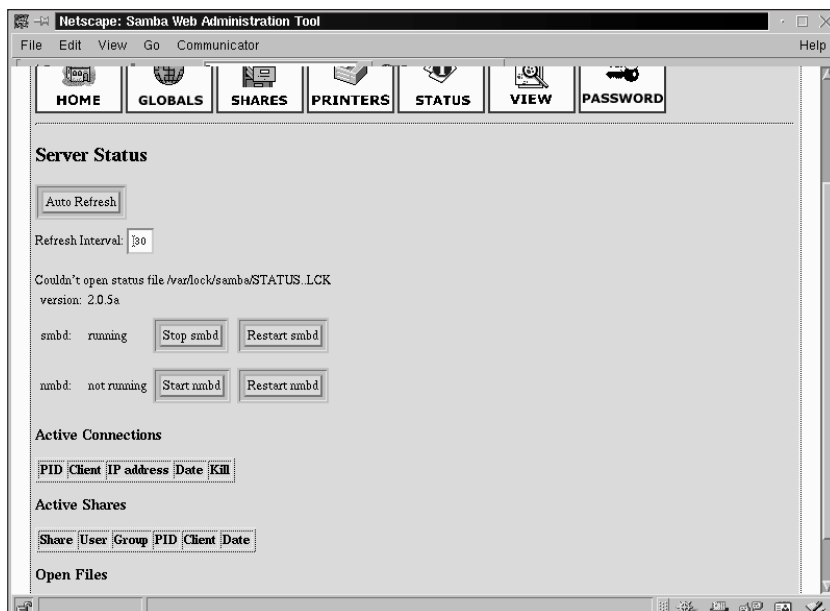 Netscape: Samba Web Administration Tool
File Edit View Go Communicator Help
HOME GLOBALS SHARES PRINTERS STATUS VIEW PASSWORD
Server Status
Auto Refresh
Refresh Interval: 30
Couldn't open status file /var/lock/samba/STATUS..LCK
version: 2.0.5a
smbd: running Stop smbd Restart smbd
nmbd: not running Start nmbd Restart nmbd
Active Connections
PID Client IP address Date Kill
Active Shares
Share User Group PID Client Date
Open Files